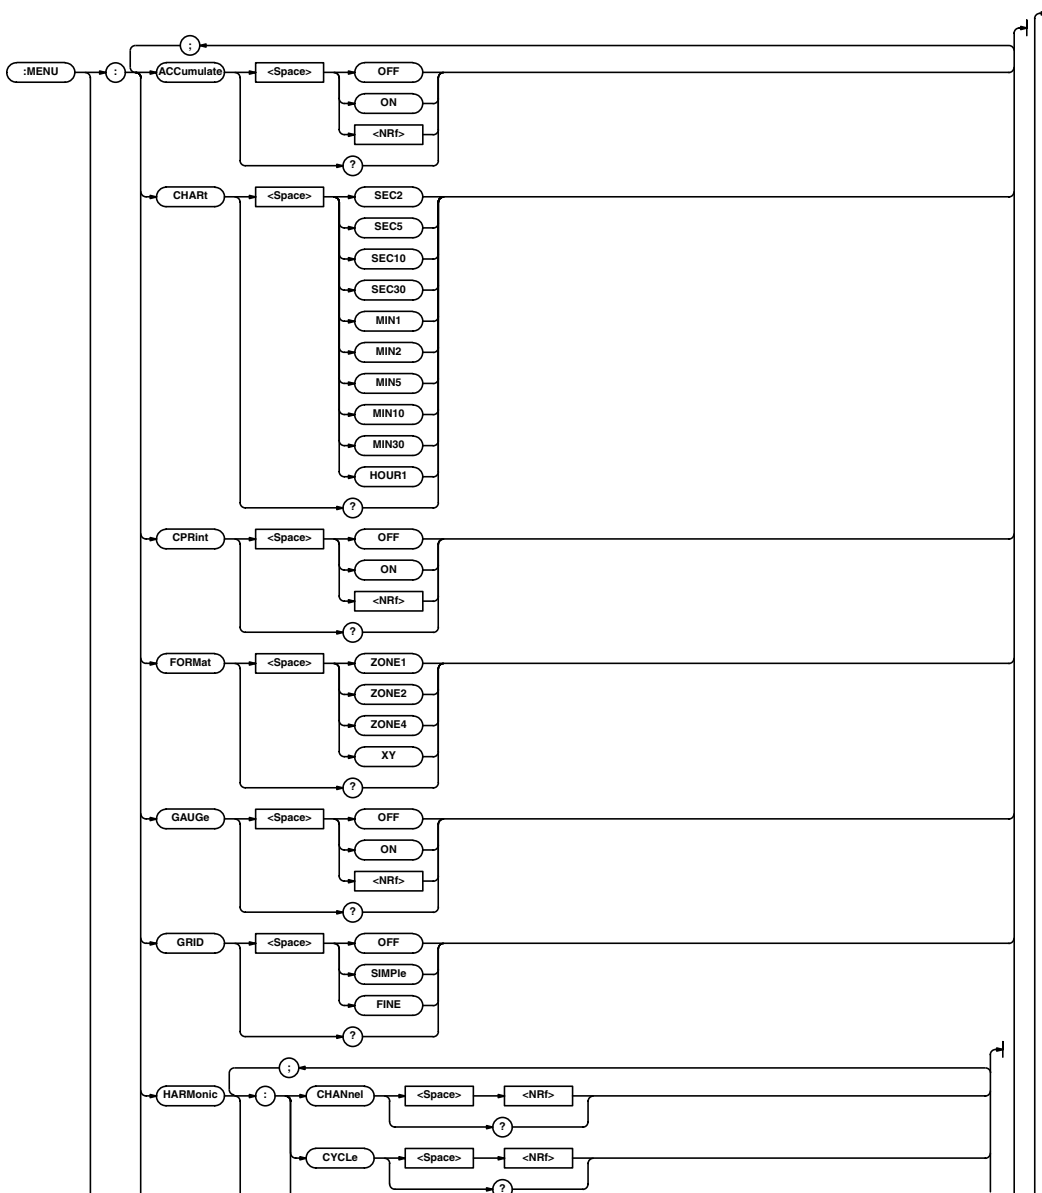 ;
:MENU : ACCumulate <Space> OFF
ON
<NRf>
?
CHARt <Space> SEC2
SEC5
SEC10
SEC30
MIN1
MIN2
MIN5
MIN10
MIN30
HOUR1
?
CPRint <Space> OFF
ON
<NRf>
?
FORMat <Space> ZONE1
ZONE2
ZONE4
XY
?
GAUGe <Space> OFF
ON
<NRf>
?
GRID <Space> OFF
SIMPle
FINE
?
;
HARMonic : CHANnel <Space> <NRf>
?
CYCLe <Space> <NRf>
?